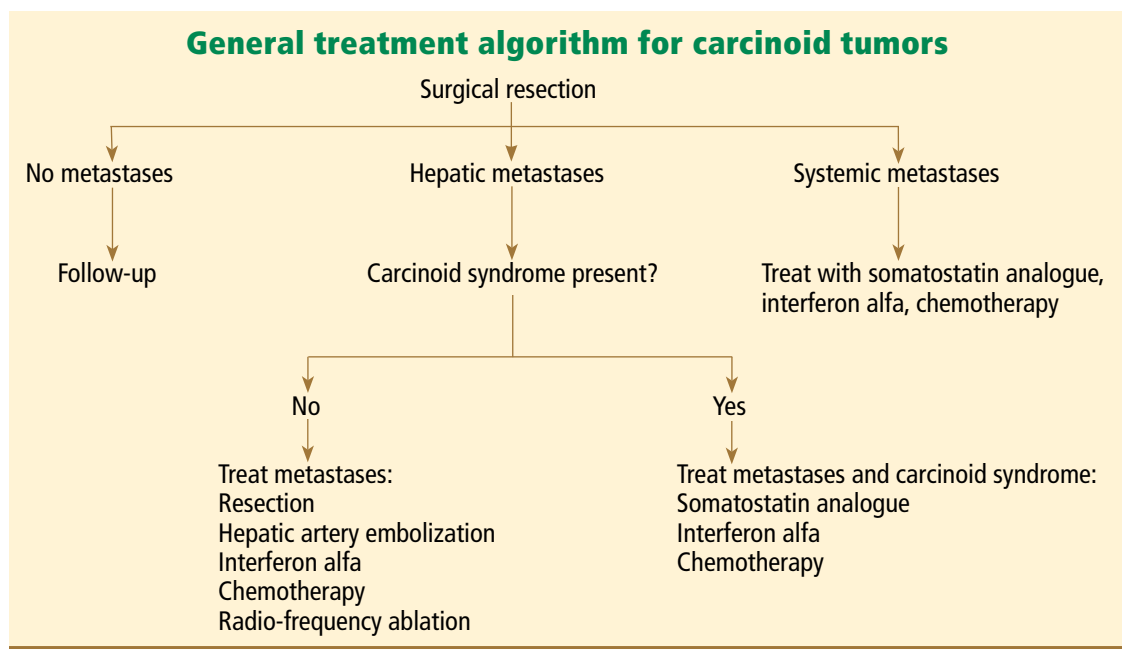 General treatment algorithm for carcinoid tumors
Surgical resection
No metastases
Hepatic metastases
Systemic metastases
Follow-up
Carcinoid syndrome present?
Treat with somatostatin analogue,
interferon alfa, chemotherapy
No
Yes
Treat metastases:
Resection
Hepatic artery embolization
Interferon alfa
Chemotherapy
Radio-frequency ablation
Treat metastases and carcinoid syndrome:
Somatostatin analogue
Interferon alfa
Chemotherapy